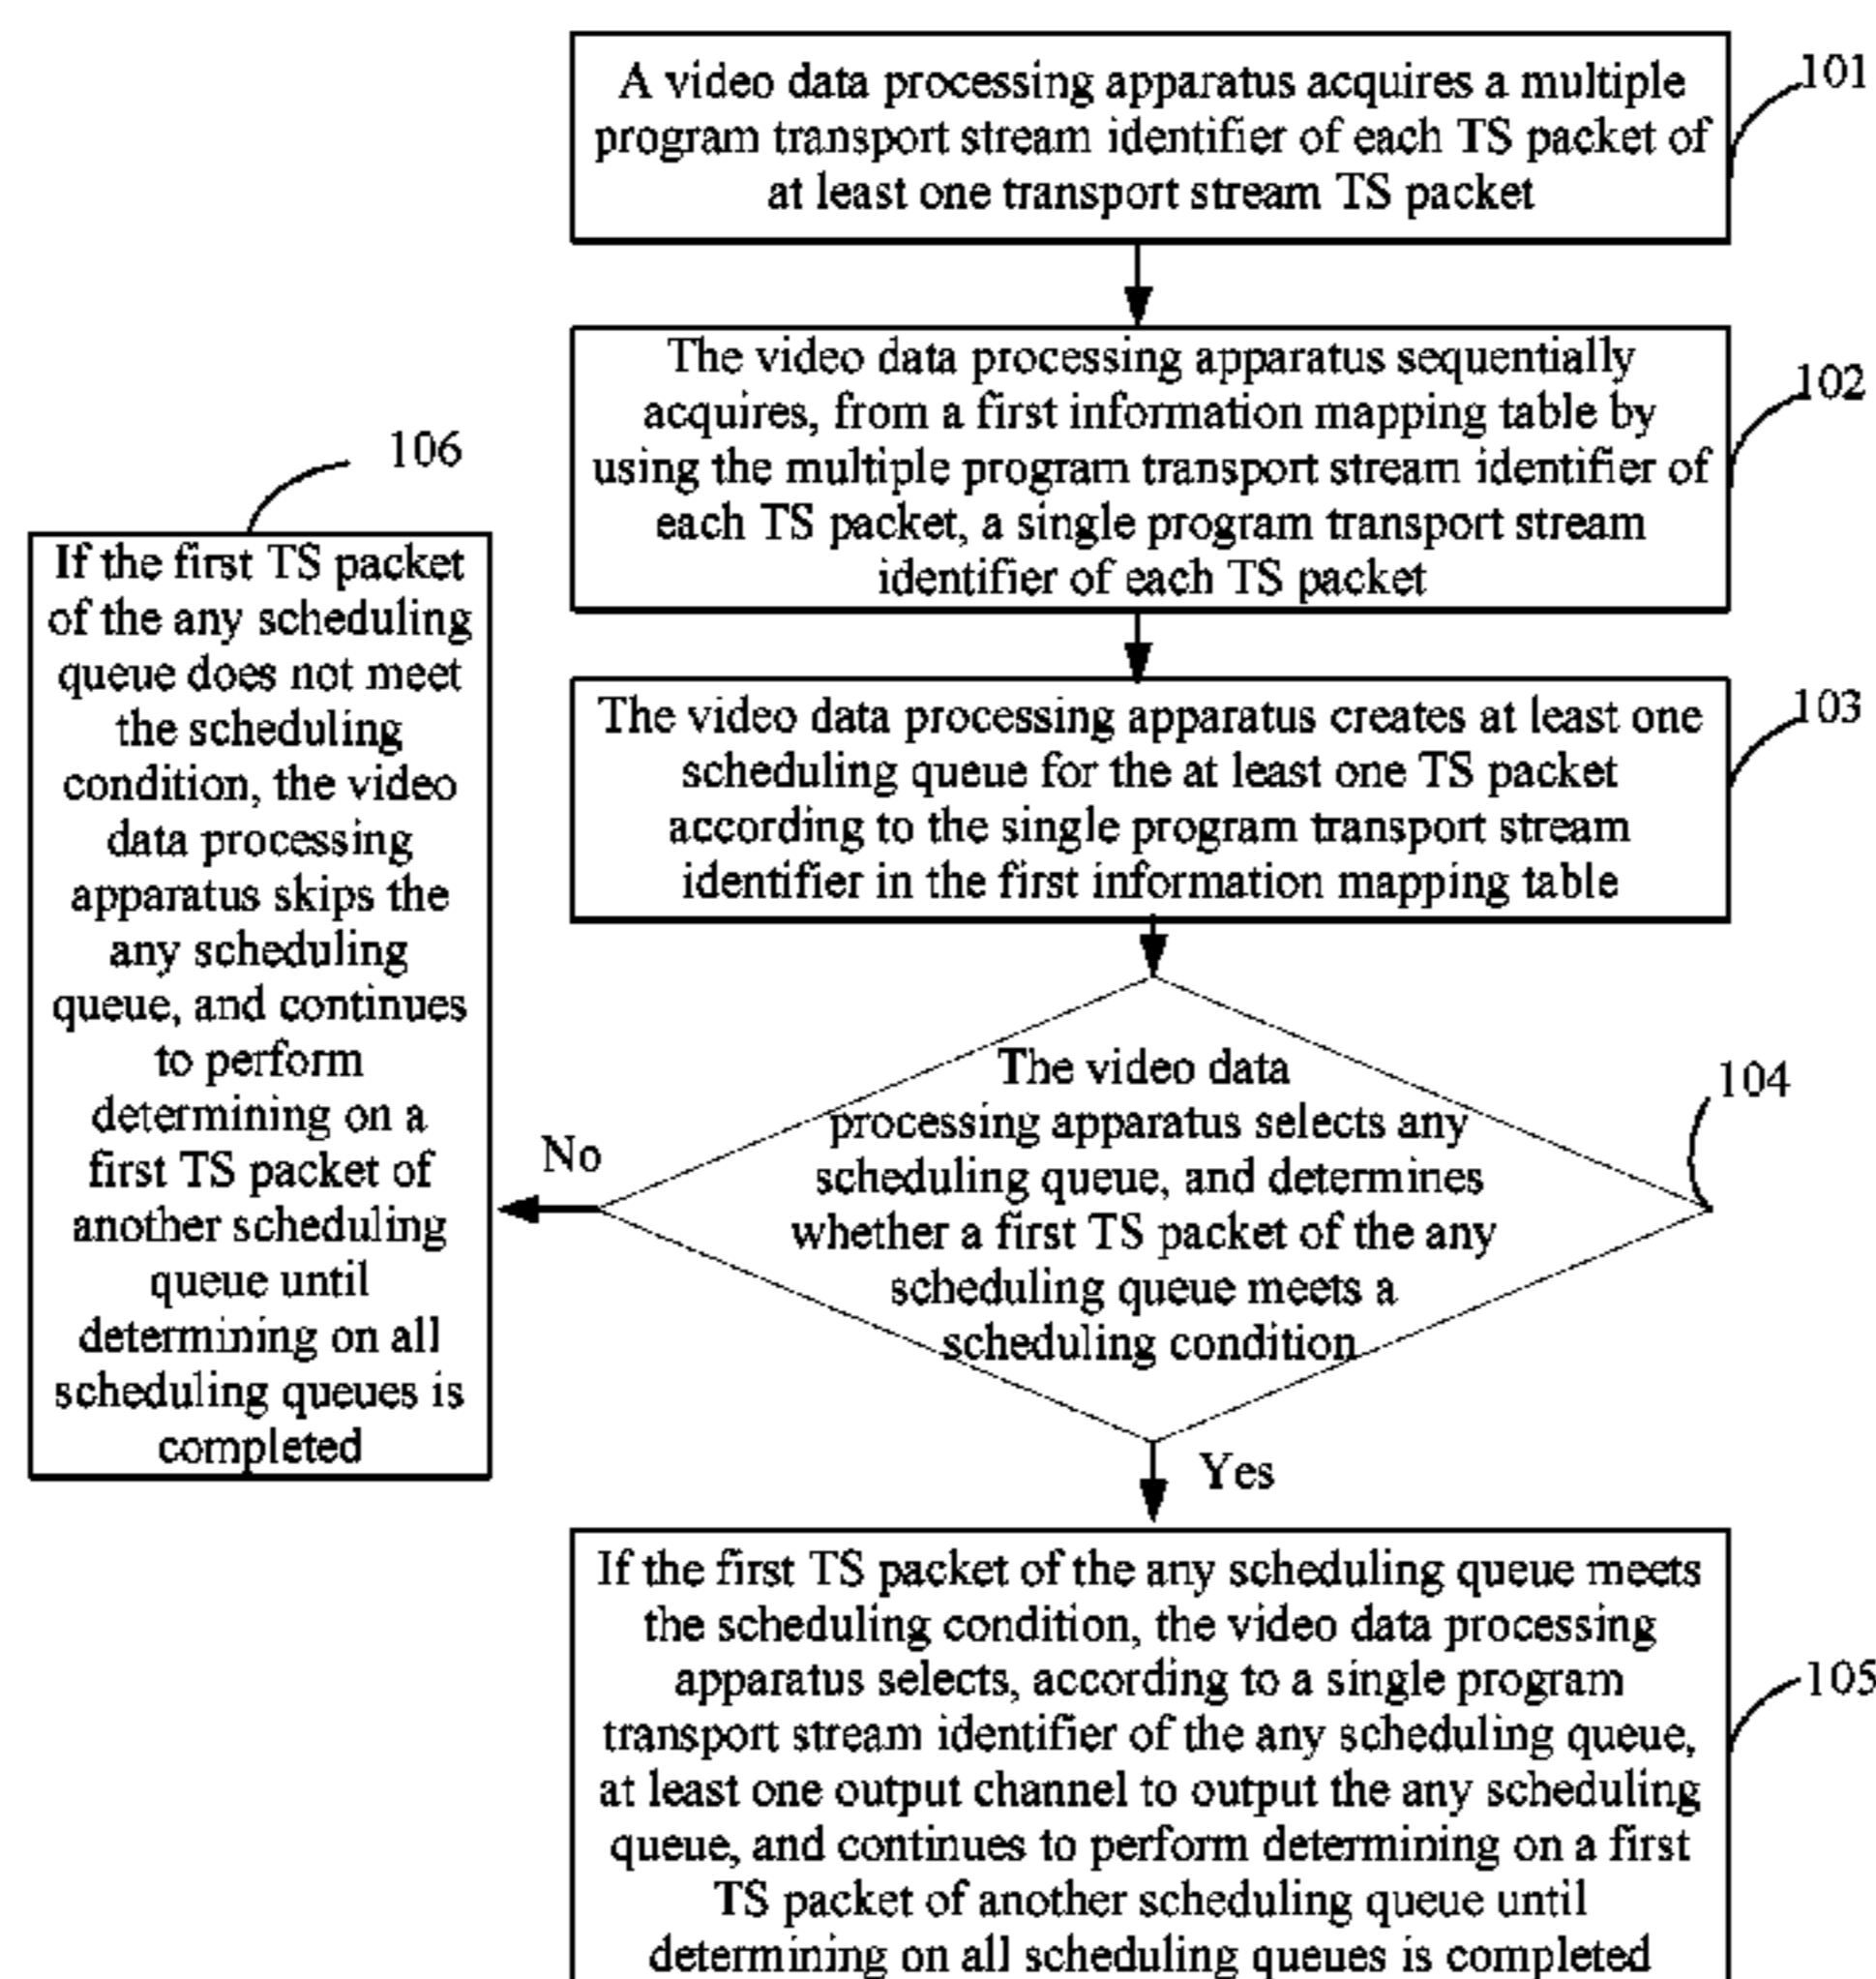 A video data processing apparatus acquires a multiple
program transport stream identifier of each TS packet of
at least one transport stream TS packet
101
The video data processing apparatus sequentially
acquires, from a first information mapping table by
using the multiple program transport stream identifier of
each TS packet, a single program transport stream
identifier of each TS packet
102
The video data processing apparatus creates at least one
scheduling queue for the at least one TS packet
according to the single program transport stream
identifier in the first information mapping table
103
The video data
processing apparatus selects any
scheduling queue, and determines
whether a first TS packet of the any
scheduling queue meets a
scheduling condition
104
No
106
If the first TS packet
of the any scheduling
queue does not meet
the scheduling
condition, the video
data processing
apparatus skips the
any scheduling
queue, and continues
to perform
determining on a
first TS packet of
another scheduling
queue until
determining on all
scheduling queues is
completed
Yes
If the first TS packet of the any scheduling queue meets
the scheduling condition, the video data processing
apparatus selects, according to a single program
transport stream identifier of the any scheduling queue,
at least one output channel to output the any scheduling
queue, and continues to perform determining on a first
TS packet of another scheduling queue until
determining on all scheduling queues is completed
105